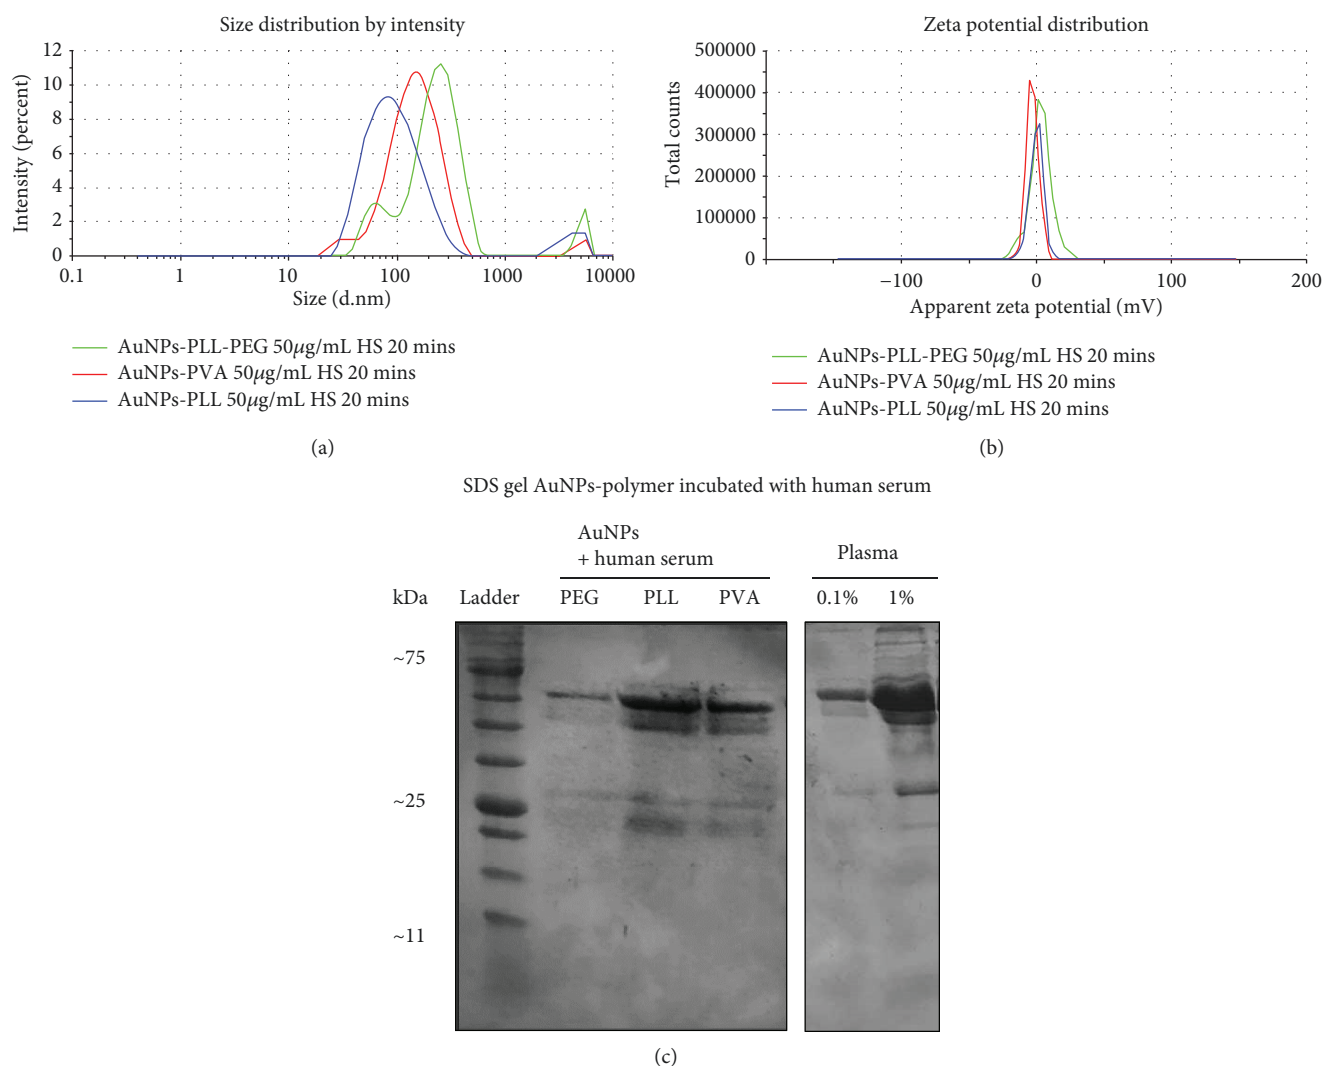 Size distribution by intensity
Intensity (percent)
12
10
8
6
4
2
0
0.1 1 10 100 1000 10000
Size (d.nm)
AuNPs-PLL-PEG 50μg/mL HS 20 mins
AuNPs-PVA 50μg/mL HS 20 mins
AuNPs-PLL 50μg/mL HS 20 mins
(a)
Zeta potential distribution
Total counts
500000
400000
300000
200000
100000
0
−100 0 100 200
Apparent zeta potential (mV)
AuNPs-PLL-PEG 50μg/mL HS 20 mins
AuNPs-PVA 50μg/mL HS 20 mins
AuNPs-PLL 50μg/mL HS 20 mins
(b)
SDS gel AuNPs-polymer incubated with human serum
AuNPs
+ human serum
Plasma
kDa Ladder PEG PLL PVA 0.1% 1%
~75
~25
~11
(c)